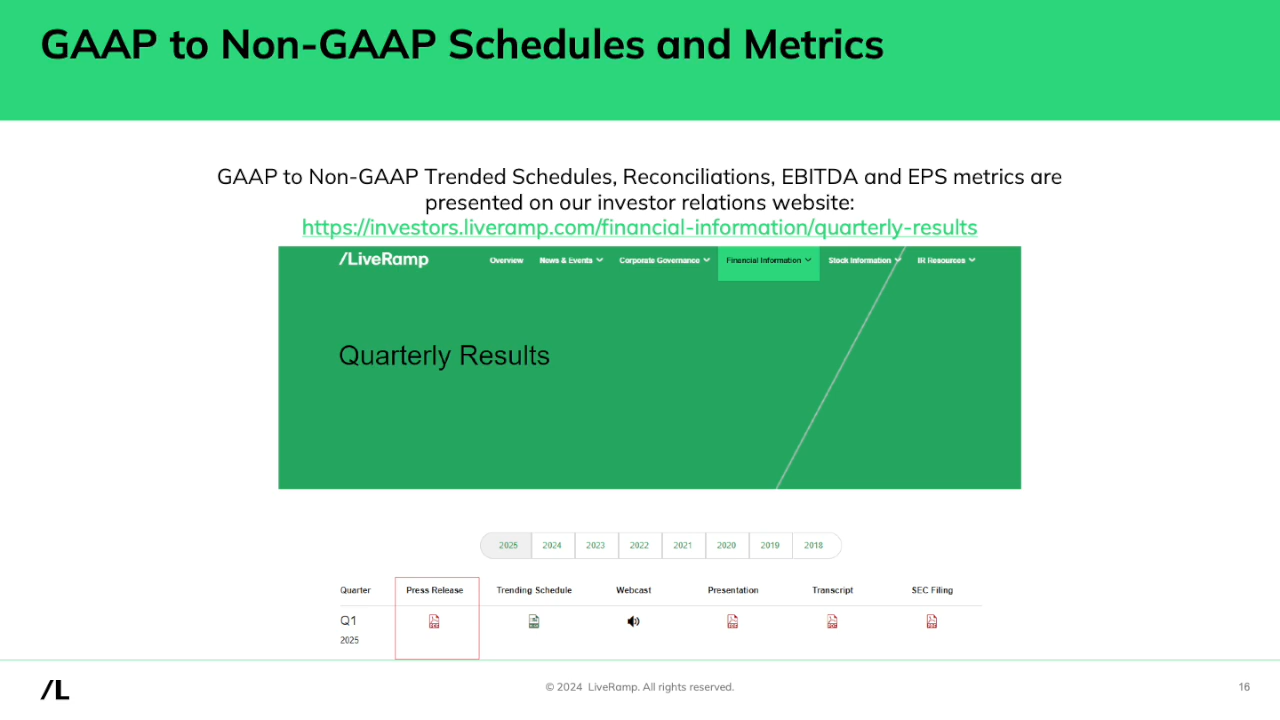 GAAP to Non-GAAP Schedules and Metrics
GAAP to Non-GAAP Trended Schedules, Reconciliations, EBITDA and EPS metrics are
presented on our investor relations website:
https://investors.liveramp.com/financial-information/quarterly-results
/LiveRamp Overview News & Events Corporate Governance Financial Information Stock Information IR Resources
Quarterly Results
2025 2024 2023 2022 2021 2020 2019 2018
Quarter Press Release Trending Schedule Webcast Presentation Transcript SEC Filing
Q1
2025
/L © 2024 LiveRamp. All rights reserved. 16